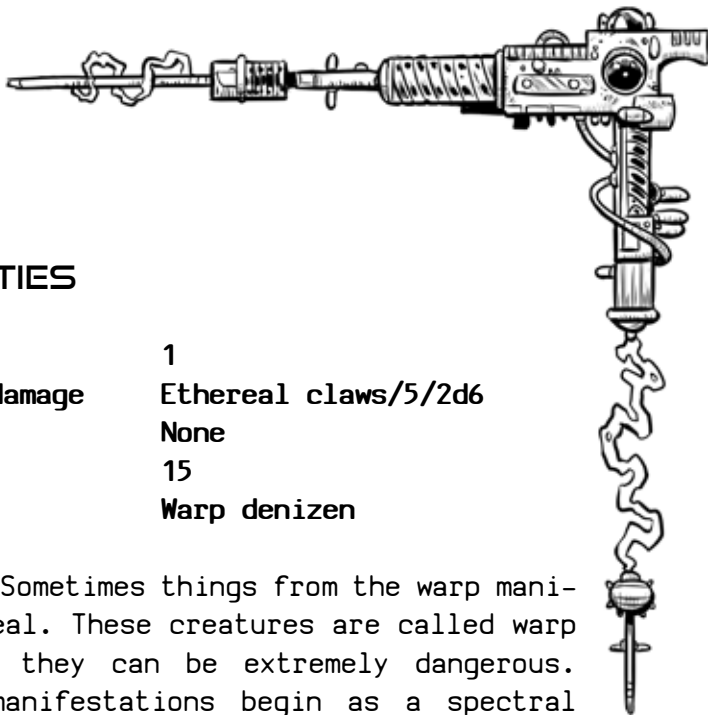 TIES
1
damage Ethereal claws/5/2d6
None
15
Warp denizen
Sometimes things from the warp mani-
eal. These creatures are called warp
they can be extremely dangerous.
manifestations begin as a spectral